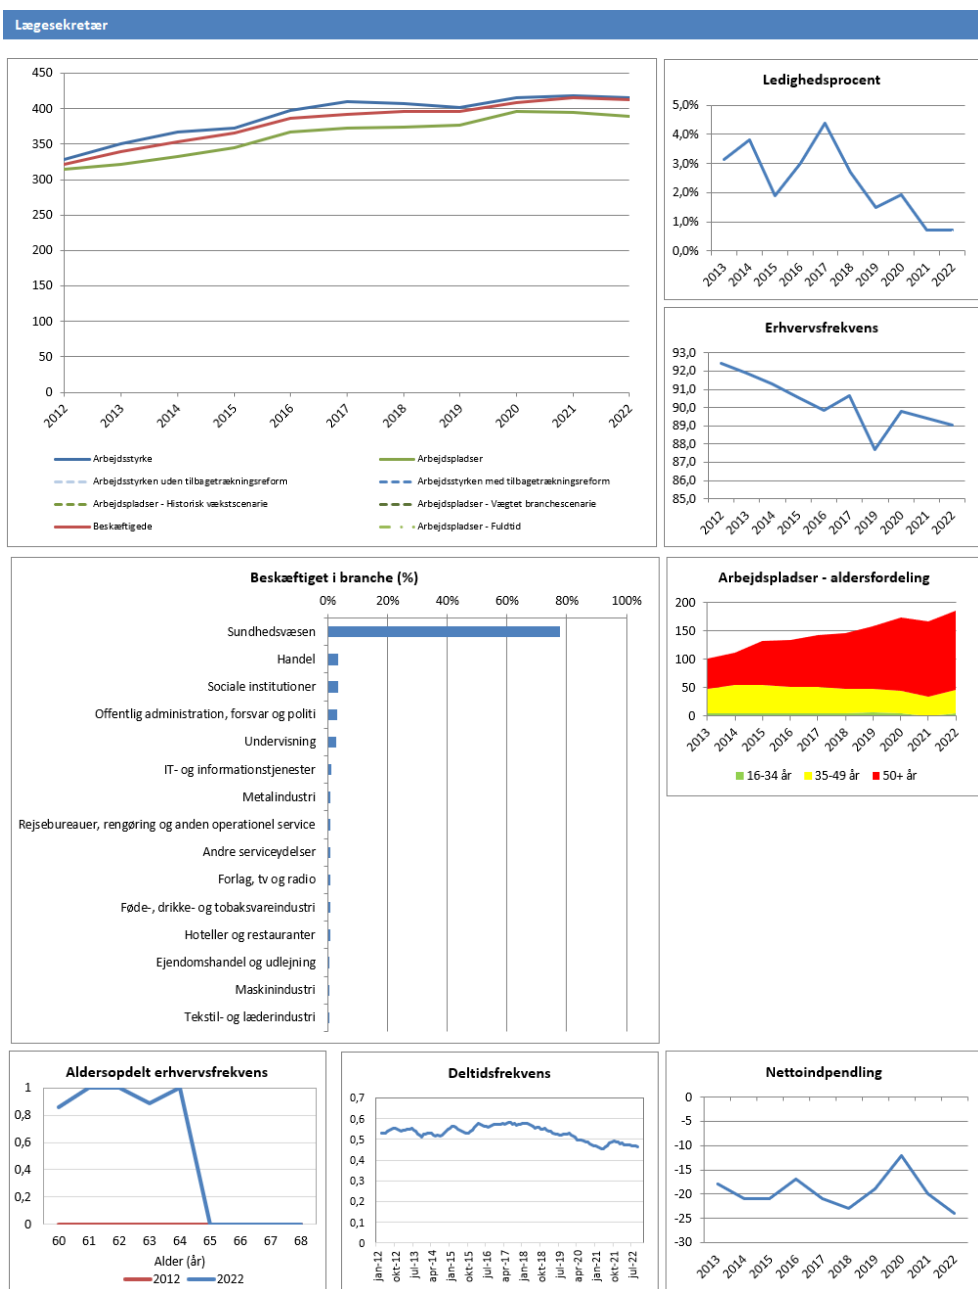 Lægesekretær
450
400
350
300
250
200
150
100
50
0
2012 2013 2014 2015 2016 2017 2018 2019 2020 2021 2022
Arbejdsstyrke Arbejdspladser
Arbejdsstyrken uden tilbagetrækningsreform Arbejdsstyrken med tilbagetrækningsreform
Arbejdspladser - Historisk vækstscenarie Arbejdspladser - Vægtet branchescenarie
Beskæftigede Arbejdspladser - Fuldtid
Ledighedsprocent
5,0%
4,0%
3,0%
2,0%
1,0%
0,0%
2013 2014 2015 2016 2017 2018 2019 2020 2021 2022
Erhvervsfrekvens
93,0
92,0
91,0
90,0
89,0
88,0
87,0
86,0
85,0
2012 2013 2014 2015 2016 2017 2019 2020 2021 2022
Beskæftiget i branche (%)
0% 20% 40% 60% 80% 100%
Sundhedsvæsen
Handel
Sociale institutioner
Offentlig administration, forsvar og politi
Undervisning
IT- og informationstjenester
Metalindustri
Rejsebureauer, rengøring og anden operationel service
Andre serviceydelser
Forlag, tv og radio
Føde-, drikke- og tobaksvareindustri
Hoteller og restauranter
Ejendomshandel og udlejning
Maskinindustri
Tekstil- og læderindustri
Arbejdspladser - aldersfordeling
200
150
100
50
0
2013 2014 2015 2016 2017 2018 2019 2020 2021 2022
16-34 år 35-49 år 50+ år
Aldersopdelt erhvervsfrekvens
1
0,8
0,6
0,4
0,2
0
60 61 62 63 64 65 66 67 68
Alder (år)
2012 2022
Deltidsfrekvens
0,7
0,6
0,5
0,4
0,3
0,2
0,1
0
jan-12 okt-12 jul-13 apr-14 jan-15 okt-15 jul-16 apr-17 jan-18 okt-18 jul-19 apr-20 jan-21 okt-21 jul-22
Nettoindpendling
0
-5
-10
-15
-20
-25
-30
2013 2014 2015 2016 2017 2018 2019 2020 2021 2022